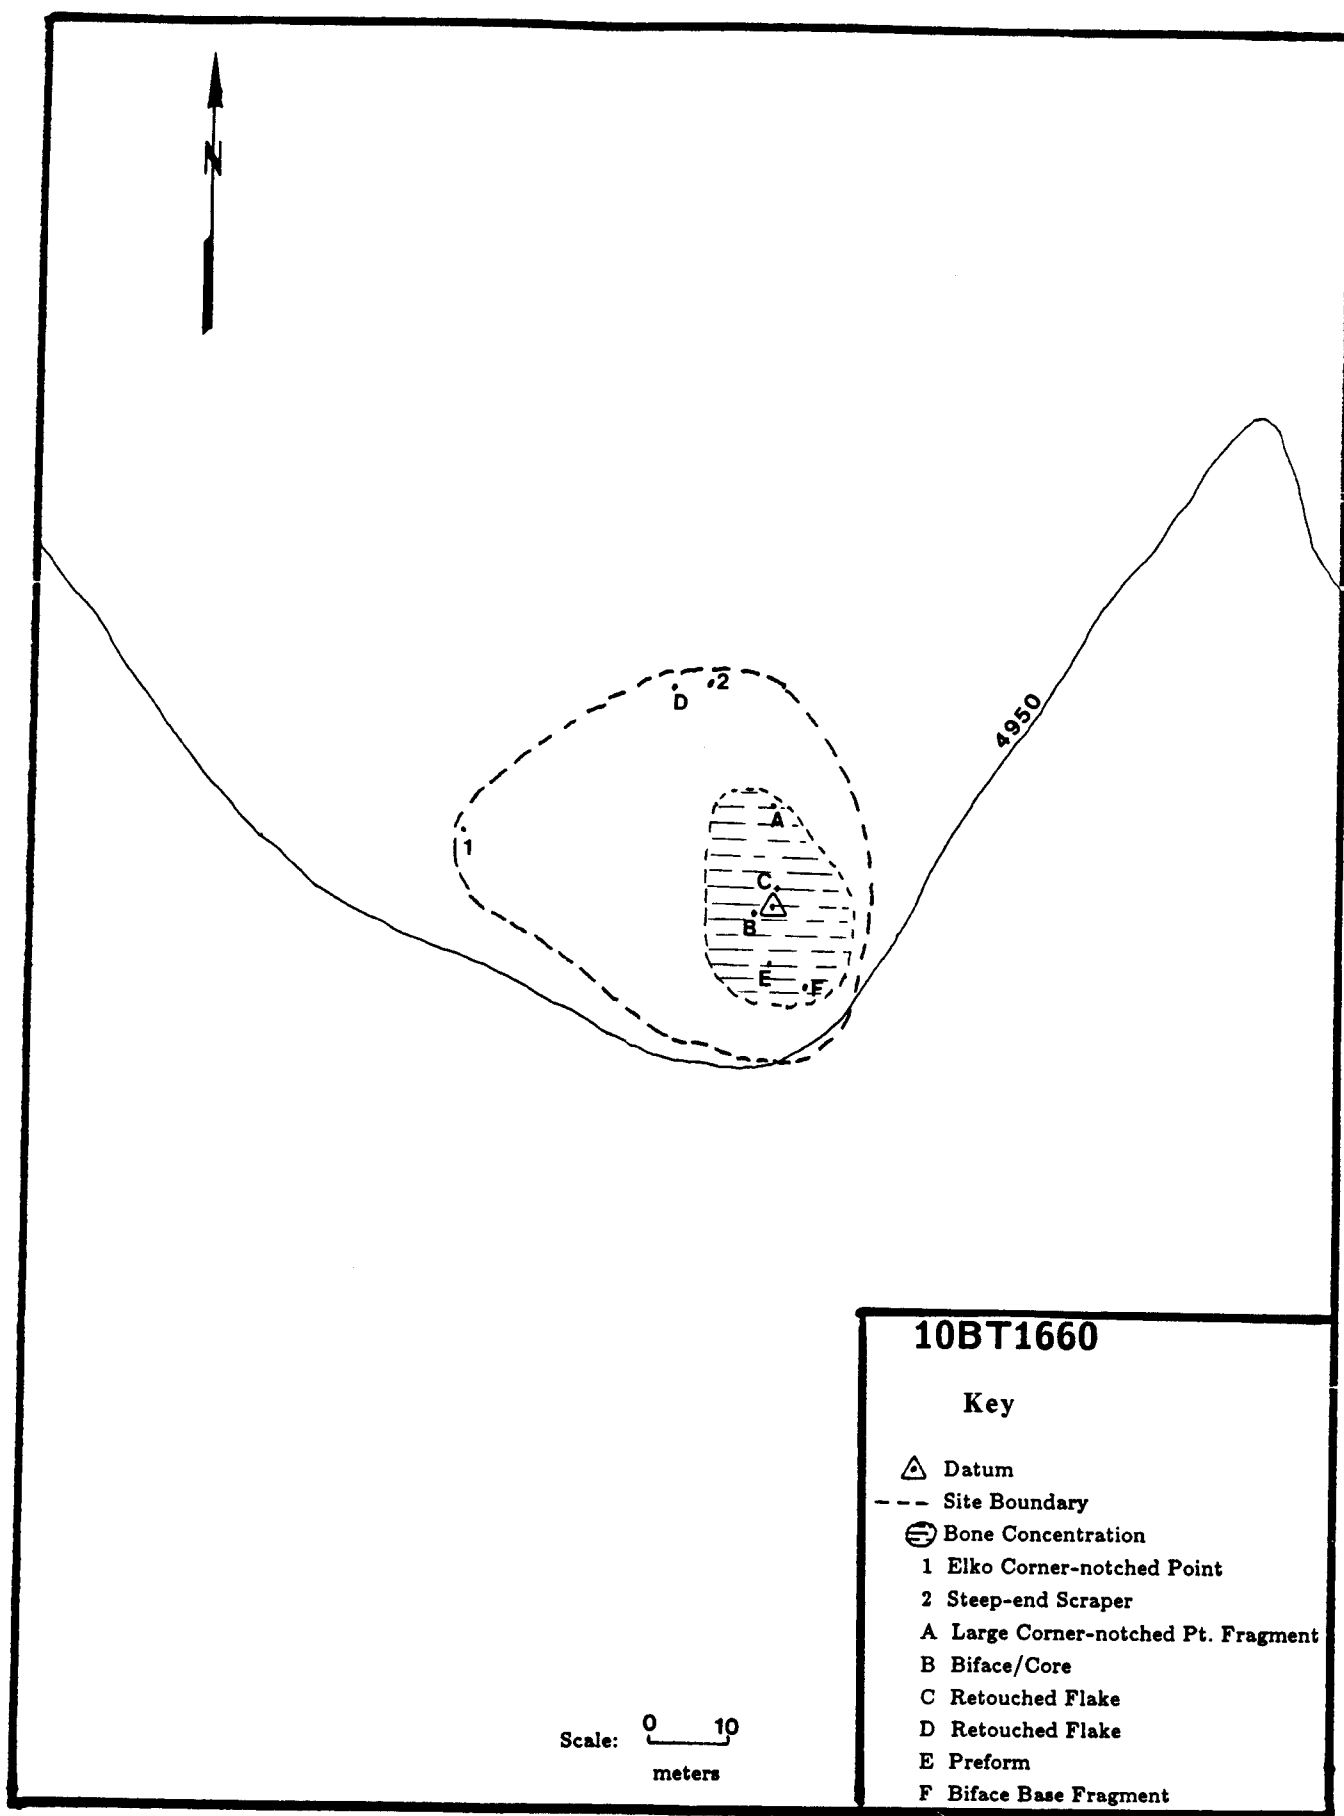 N
D
2
4950
A
1
C
B
E
F
10BT1660
Key
Datum
Site Boundary
Bone Concentration
1 Elko Corner-notched Point
2 Steep-end Scraper
A Large Corner-notched Pt. Fragment
B Biface/Core
C Retouched Flake
D Retouched Flake
E Preform
F Biface Base Fragment
Scale: 0 10
meters